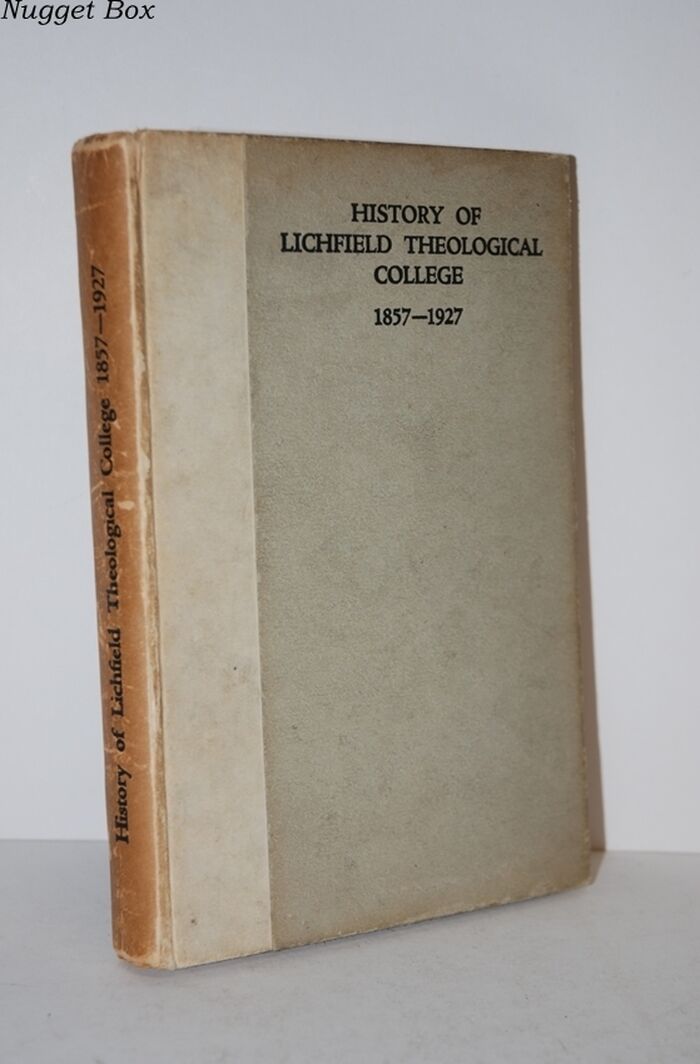 Nugget Box
HISTORY OF
LICHFIELD THEOLOGICAL
COLLEGE
1857—1927
History of Lichfield Theological College 1857—1927